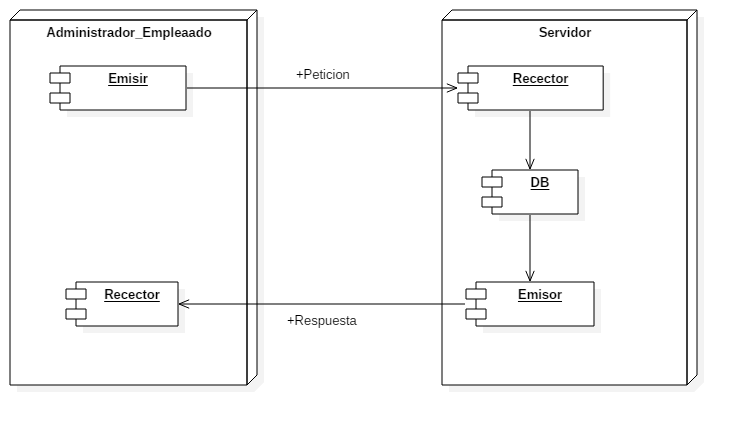 Administrador_Empleaado
Servidor
Emisir
+Peticion
Recector
DB
Recector
Emisor
+Respuesta